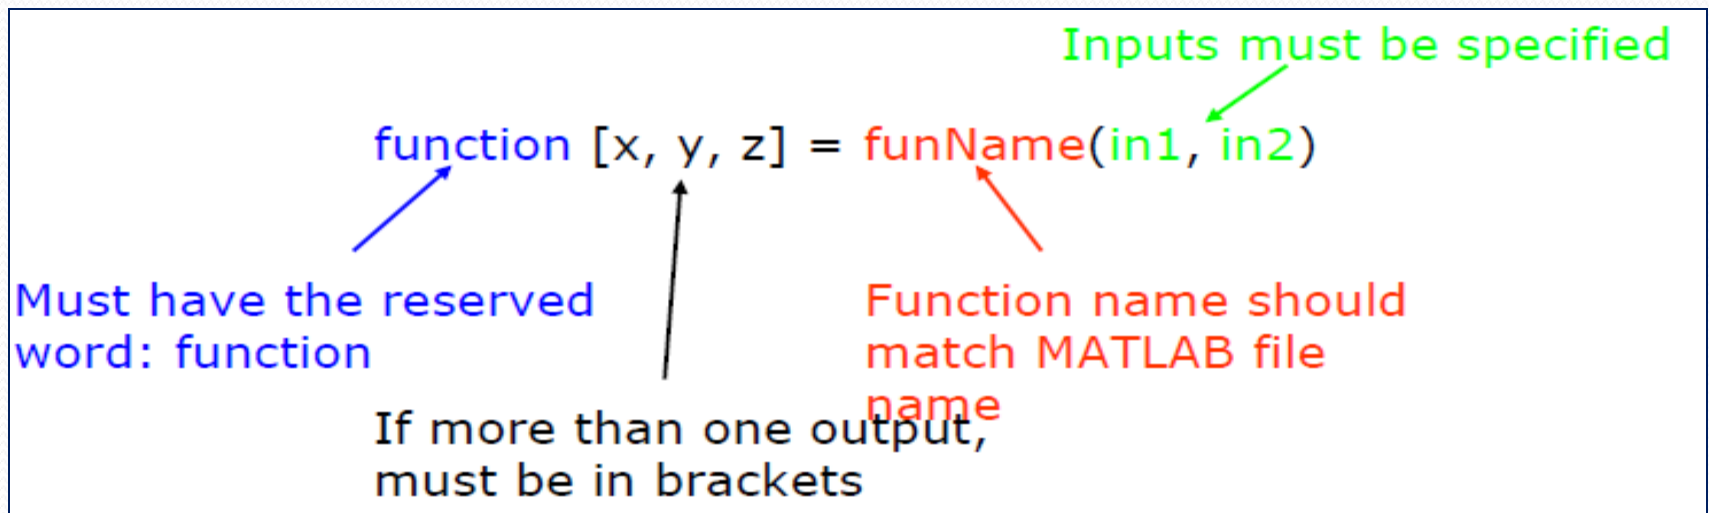 Inputs must be specified
function [x, y, z] = funName(in1, in2)
Must have the reserved
word: function
If more than one output,
must be in brackets
Function name should
match MATLAB file
name